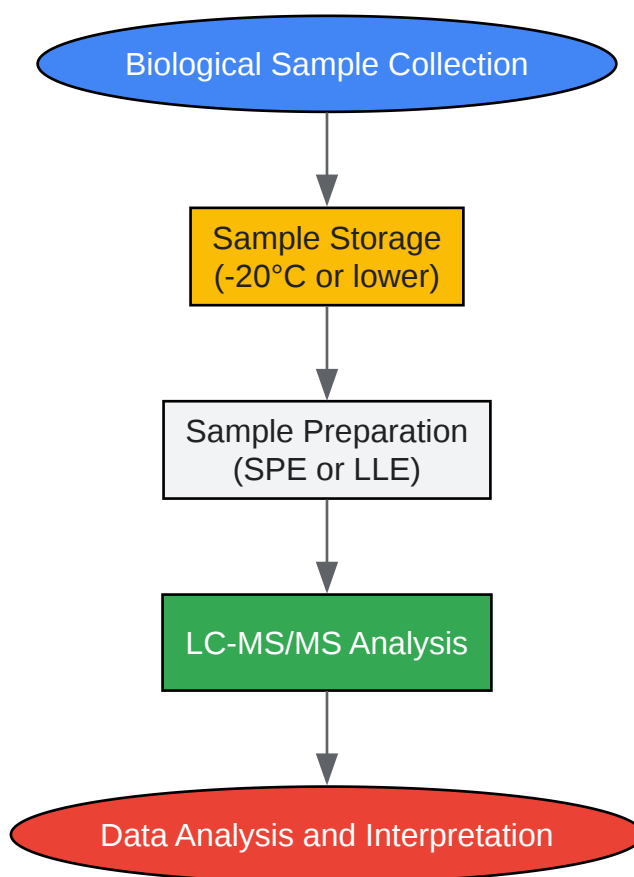 Biological Sample Collection
Sample Storage
(-20°C or lower)
Sample Preparation
(SPE or LLE)
LC-MS/MS Analysis
Data Analysis and Interpretation